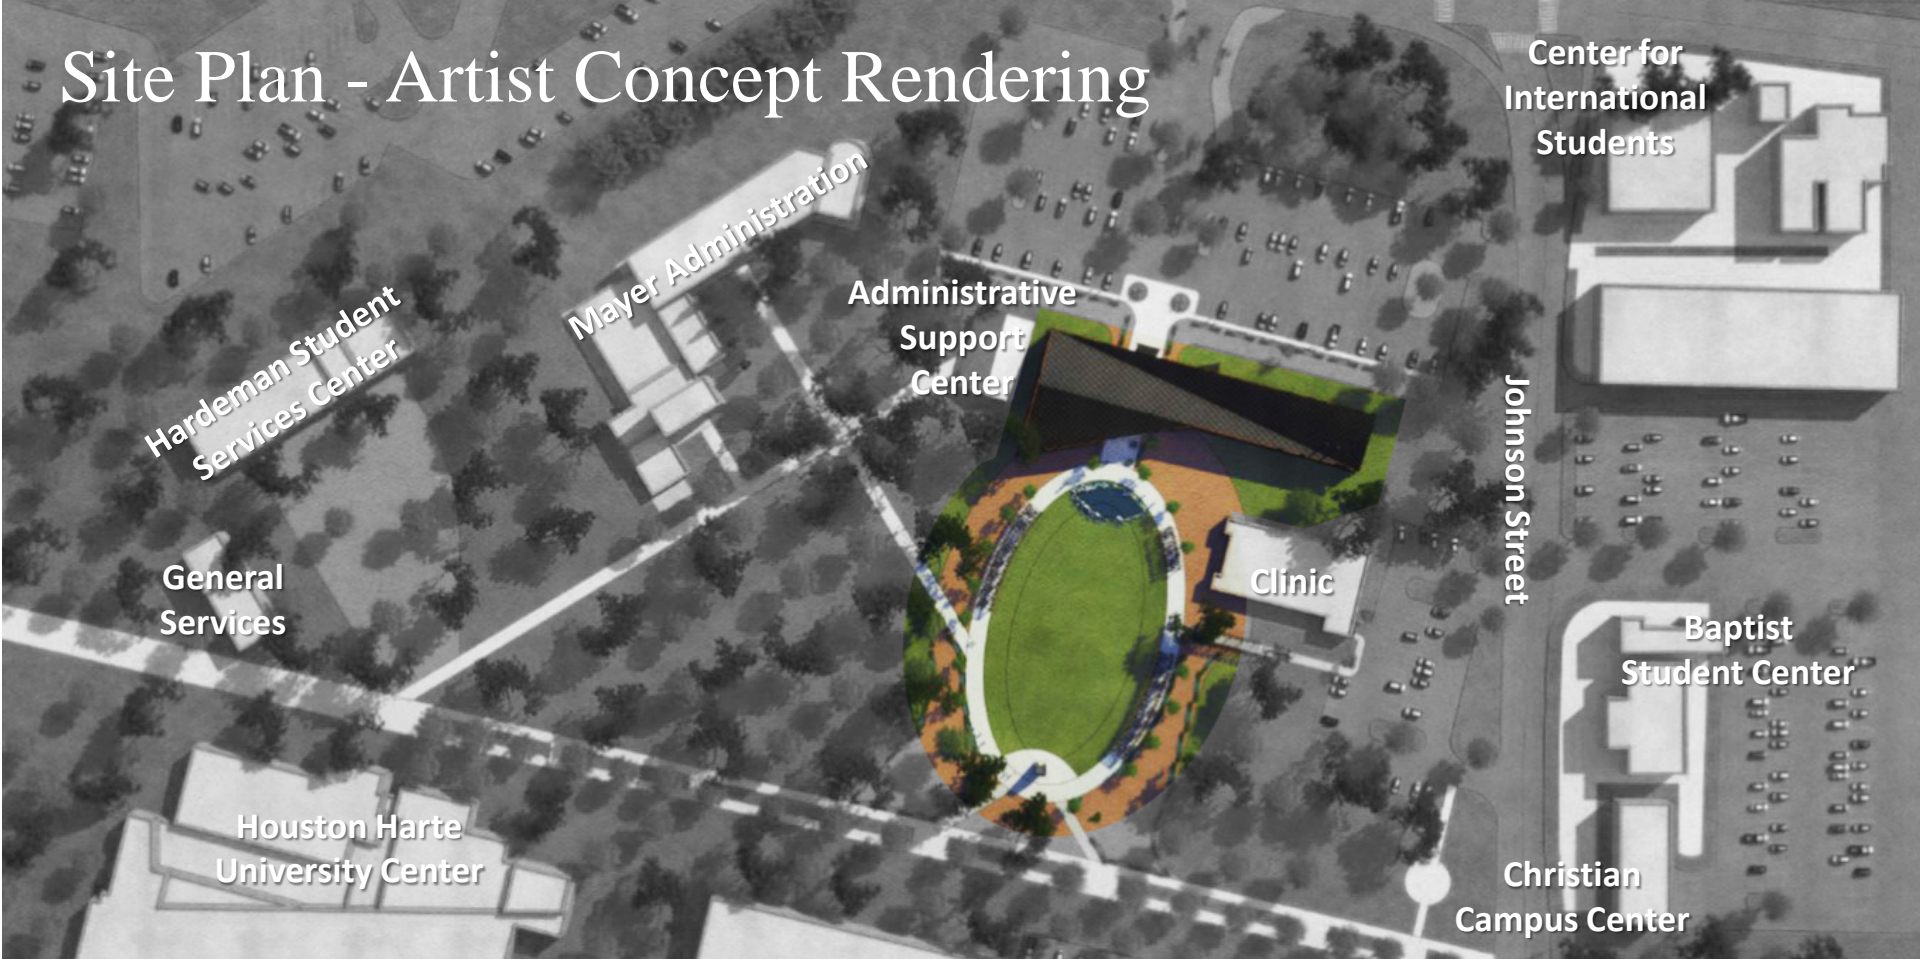 Site Plan - Artist Concept Rendering
Center for
International
Students
Mayer Administration
Administrative
Support
Center
Hardeman Student
Services Center
Johnson Street
General
Services
Clinic
Baptist
Student Center
Houston Harte
University Center
Christian
Campus Center